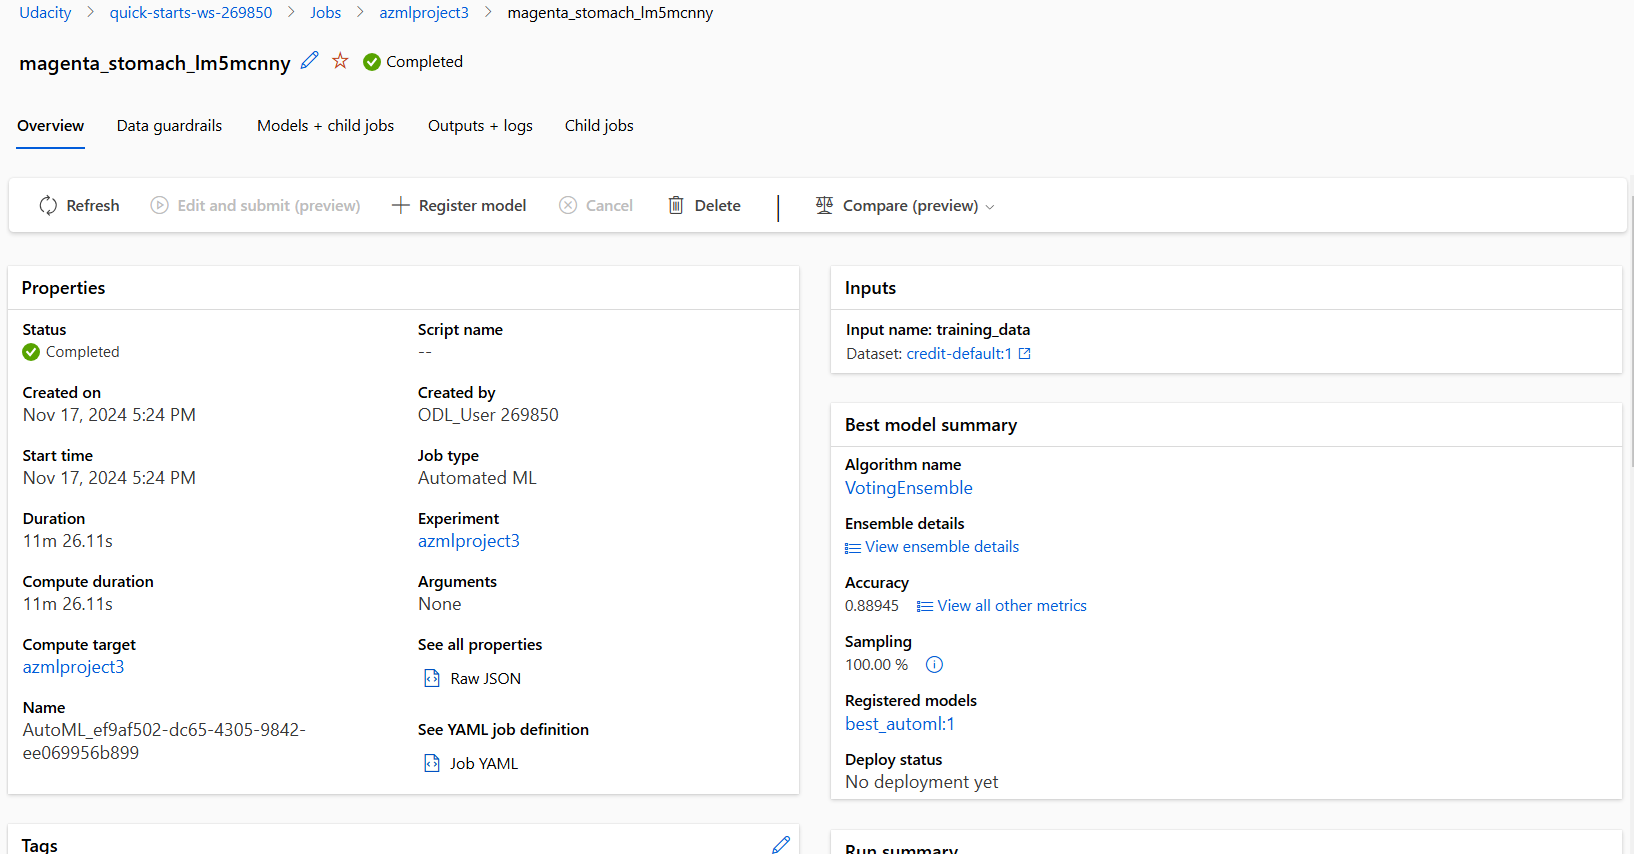 Udacity > quick-starts-ws-269850 > Jobs > azmlproject3 > magenta_stomach_lm5mcnny
magenta_stomach_lm5mcnny Completed
Overview Data guardrails Models + child jobs Outputs + logs Child jobs
Refresh Edit and submit (preview) Register model Cancel Delete Compare (preview)
Properties
Status
Completed
Created on
Nov 17, 2024 5:24 PM
Start time
Nov 17, 2024 5:24 PM
Duration
11m 26.11s
Compute duration
11m 26.11s
Compute target
azmlproject3
Name
AutoML_ef9af502-dc65-4305-9842-
ee069956b899
Script name
--
Created by
ODL_User 269850
Job type
Automated ML
Experiment
azmlproject3
Arguments
None
See all properties
Raw JSON
See YAML job definition
Job YAML
Tags
Inputs
Input name: training_data
Dataset: credit-default:1
Best model summary
Algorithm name
VotingEnsemble
Ensemble details
View ensemble details
Accuracy
0.88945 View all other metrics
Sampling
100.00 %
Registered models
best_automl:1
Deploy status
No deployment yet
Run summary